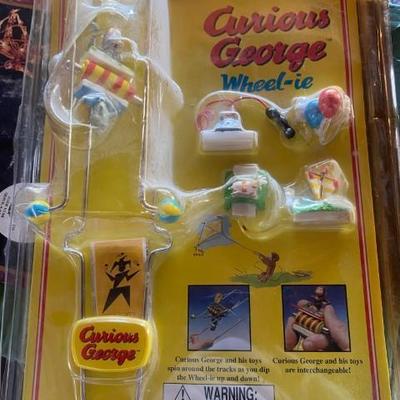 Curious
George
Wheel-ie
Curious
George
Curious George and his toys
spin around the tracks as you dip
the Wheel-ie up and down!
Curious George and his toys
are interchangeable!
WARNING: